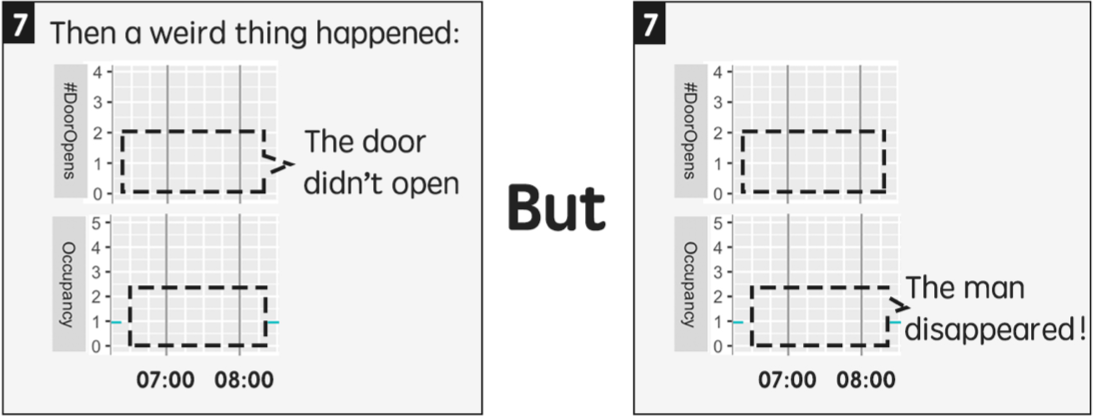 7 Then a weird thing happened:
#DoorOpens
4
3
2
1
0
The door
didn't open
Occupancy
5
4
3
2
1
0
07:00 08:00
But
7
#DoorOpens
4
3
2
1
0
Occupancy
5
4
3
2
1
0
The man
disappeared!
07:00 08:00